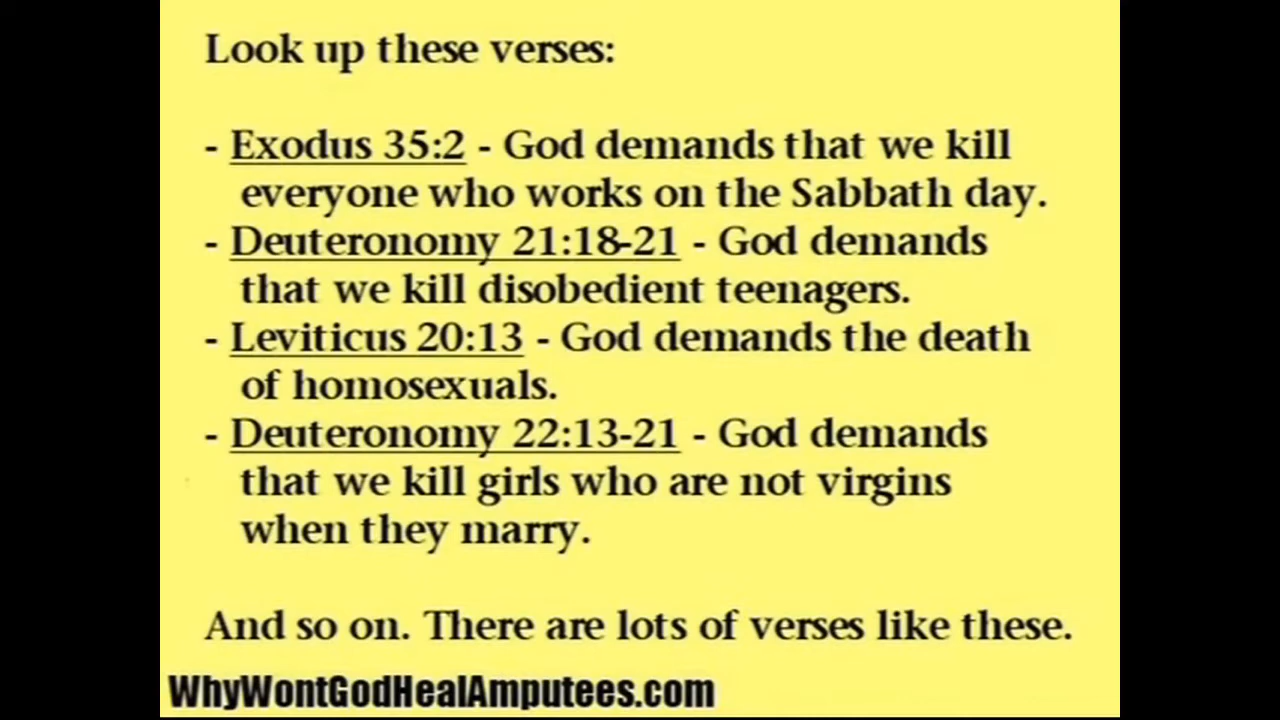 Look up these verses:
- Exodus 35:2 - God demands that we kill
everyone who works on the Sabbath day.
- Deuteronomy 21:18-21 - God demands
that we kill disobedient teenagers.
- Leviticus 20:13 - God demands the death
of homosexuals.
- Deuteronomy 22:13-21 - God demands
that we kill girls who are not virgins
when they marry.
And so on. There are lots of verses like these.
WhyWontGodHealAmputees.com